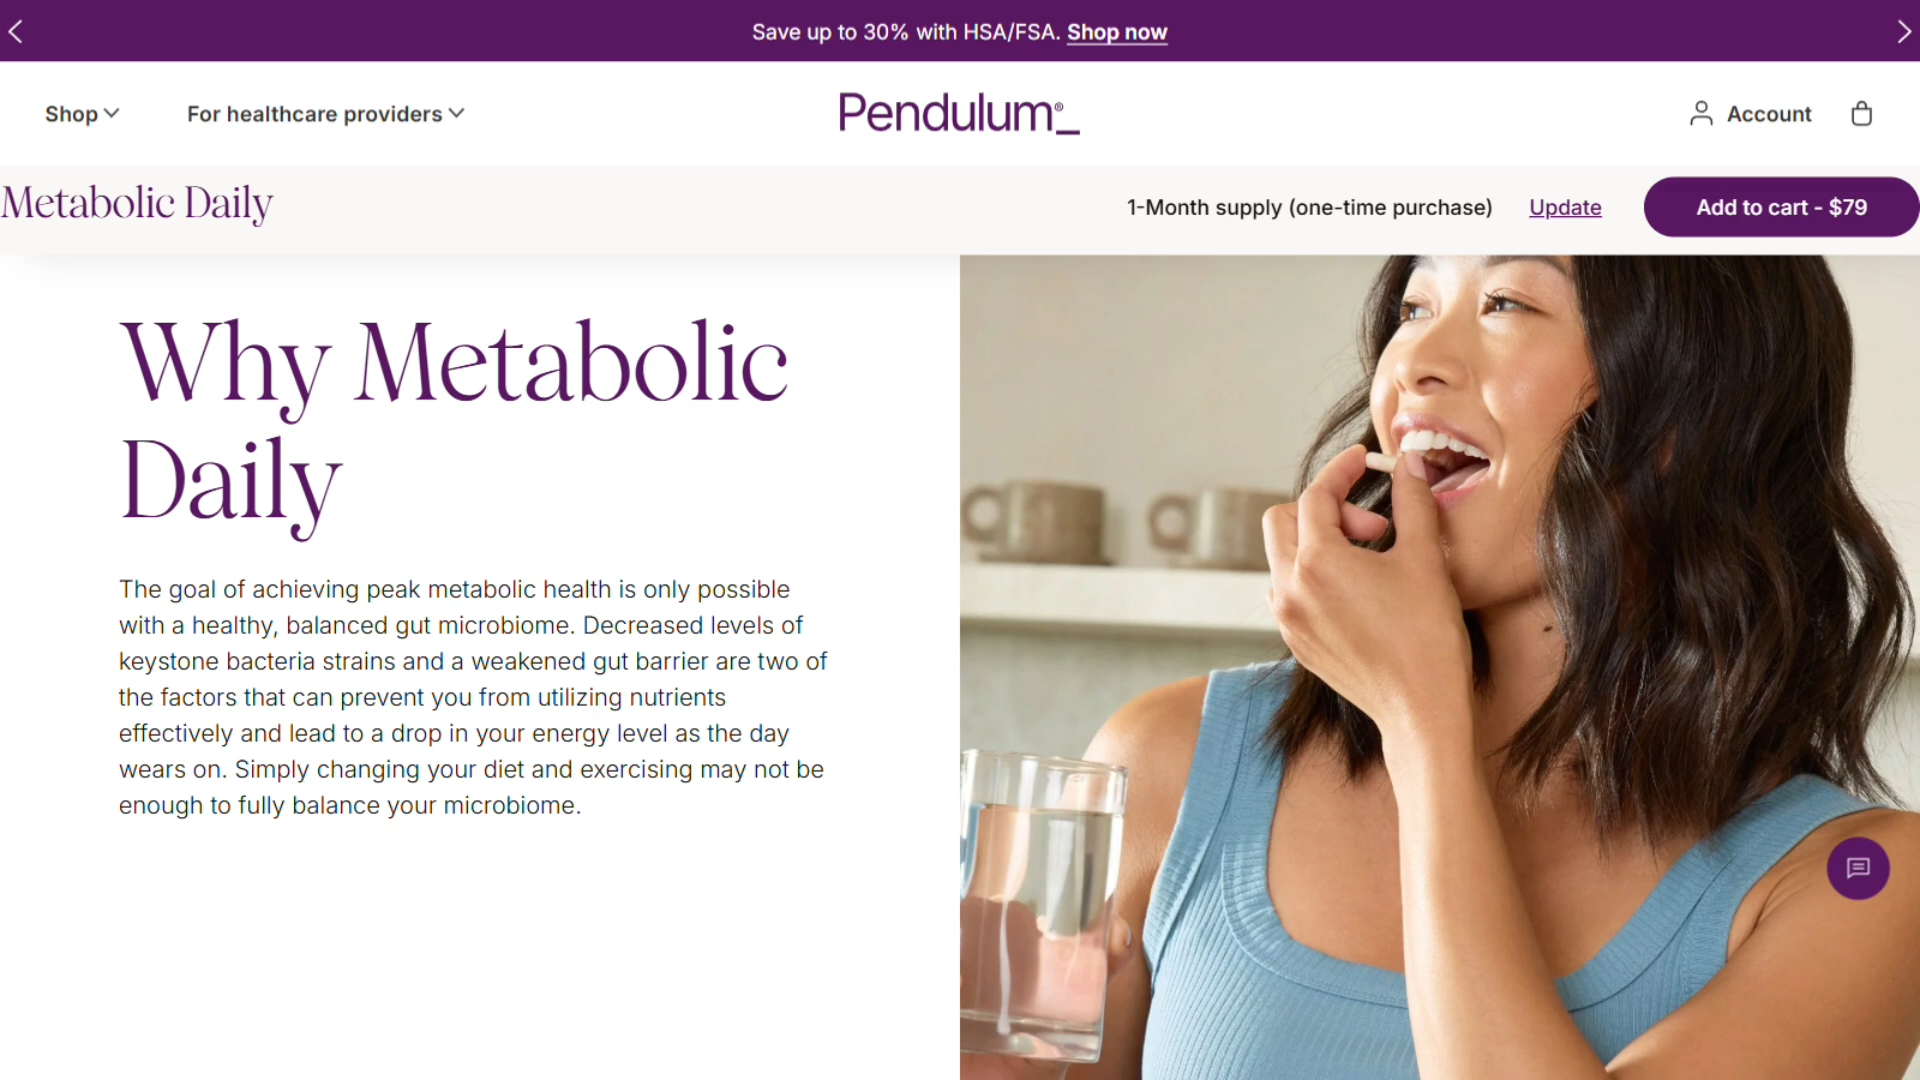 Save up to 30% with HSA/FSA. Shop now
Shop
For healthcare providers
Pendulum®_
Account
Metabolic Daily
1-Month supply (one-time purchase)
Update
Add to cart - $79
Why Metabolic
Daily
The goal of achieving peak metabolic health is only possible
with a healthy, balanced gut microbiome. Decreased levels of
keystone bacteria strains and a weakened gut barrier are two of
the factors that can prevent you from utilizing nutrients
effectively and lead to a drop in your energy level as the day
wears on. Simply changing your diet and exercising may not be
enough to fully balance your microbiome.